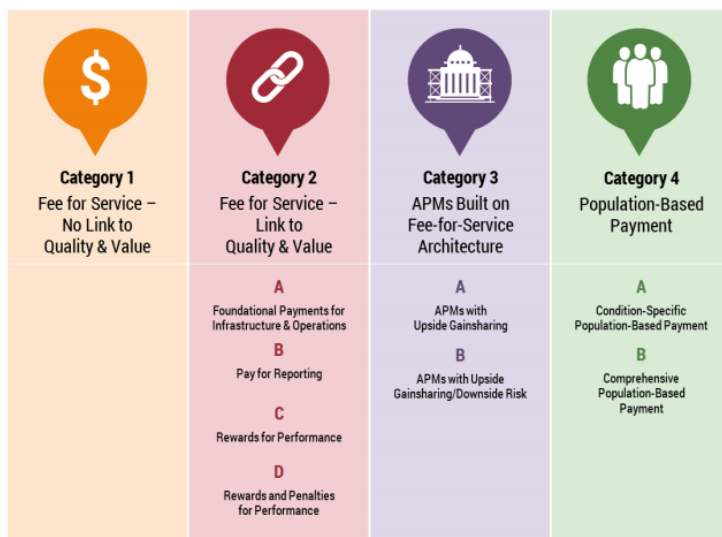 $
Category 1
Fee for Service –
No Link to
Quality & Value
Category 2
Fee for Service –
Link to
Quality & Value
A
Foundational Payments for
Infrastructure & Operations
B
Pay for Reporting
C
Rewards for Performance
D
Rewards and Penalties
for Performance
Category 3
APMs Built on
Fee-for-Service
Architecture
A
APMs with
Upside Gainsharing
B
APMs with Upside
Gainsharing/Downside Risk
Category 4
Population-Based
Payment
A
Condition-Specific
Population-Based Payment
B
Comprehensive
Population-Based
Payment